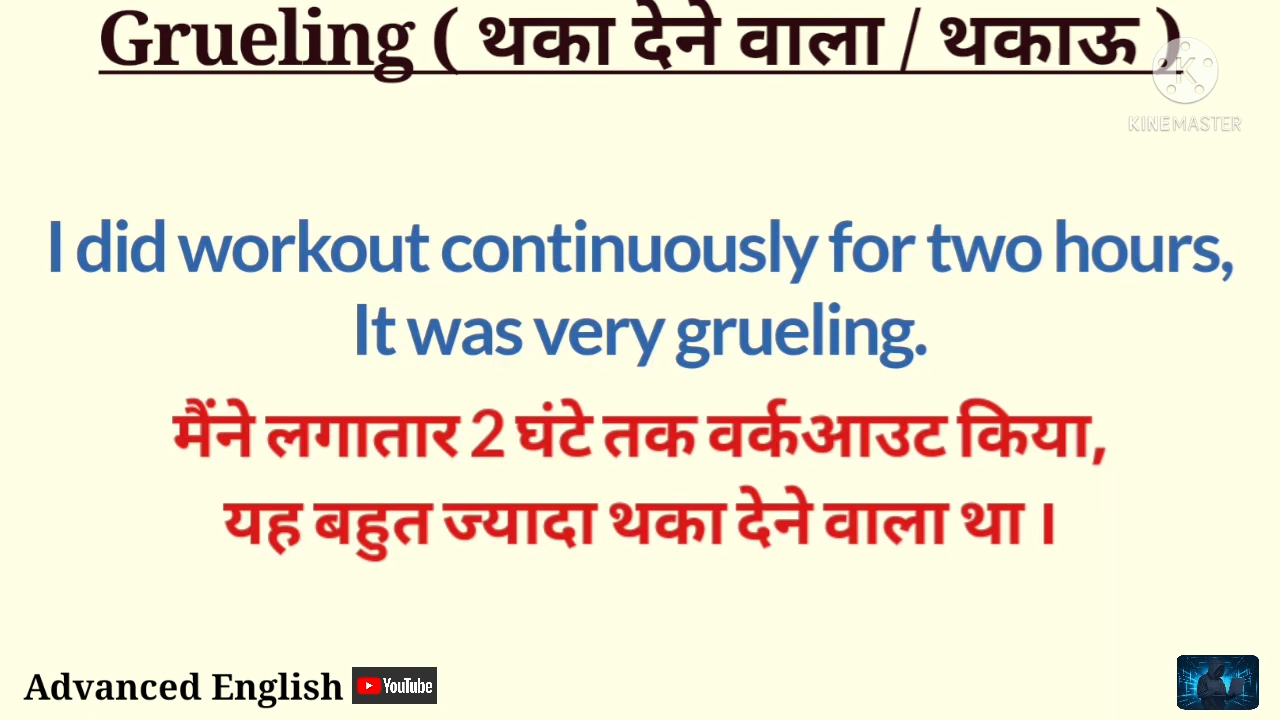 Grueling ( थका देने वाला / थकाऊ )
KINEMASTER
I did workout continuously for two hours,
It was very grueling.
मैंने लगातार 2 घंटे तक वर्कआउट किया,
यह बहुत ज्यादा थका देने वाला था ।
Advanced English YouTube